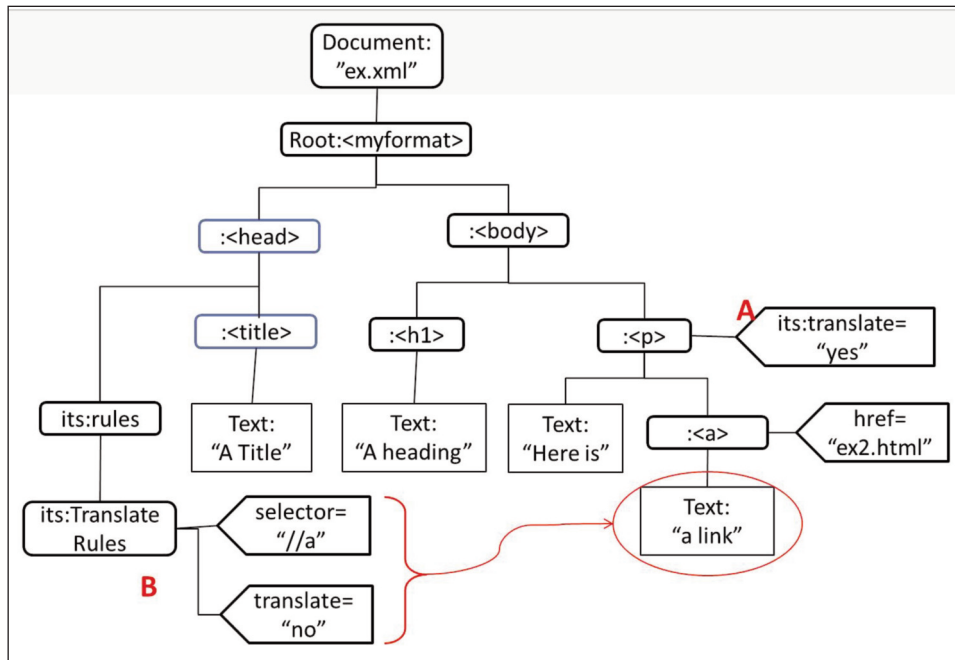 Document:
”ex.xml”
Root:<myformat>
:<head>
:<body>
A
:<title>
:<h1>
:<p>
its:translate=
“yes”
its:rules
Text:
“A Title”
Text:
“A heading”
Text:
“Here is”
:<a>
href=
“ex2.html”
its:Translate
Rules
selector=
“//a”
Text:
“a link”
B
translate=
“no”